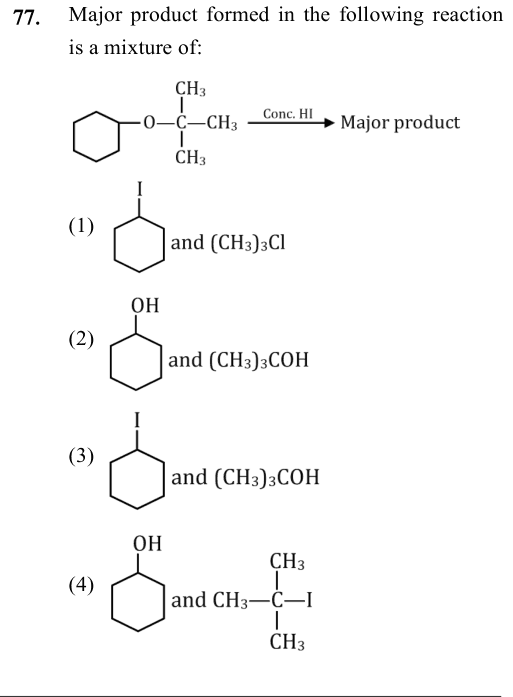 77. Major product formed in the following reaction
is a mixture of:
CH3
O—C—CH3 Conc. HI Major product
CH3
I
(1) and (CH3)3Cl
OH
(2) and (CH3)3COH
I
(3) and (CH3)3COH
OH
CH3
(4) and CH3—C—I
CH3